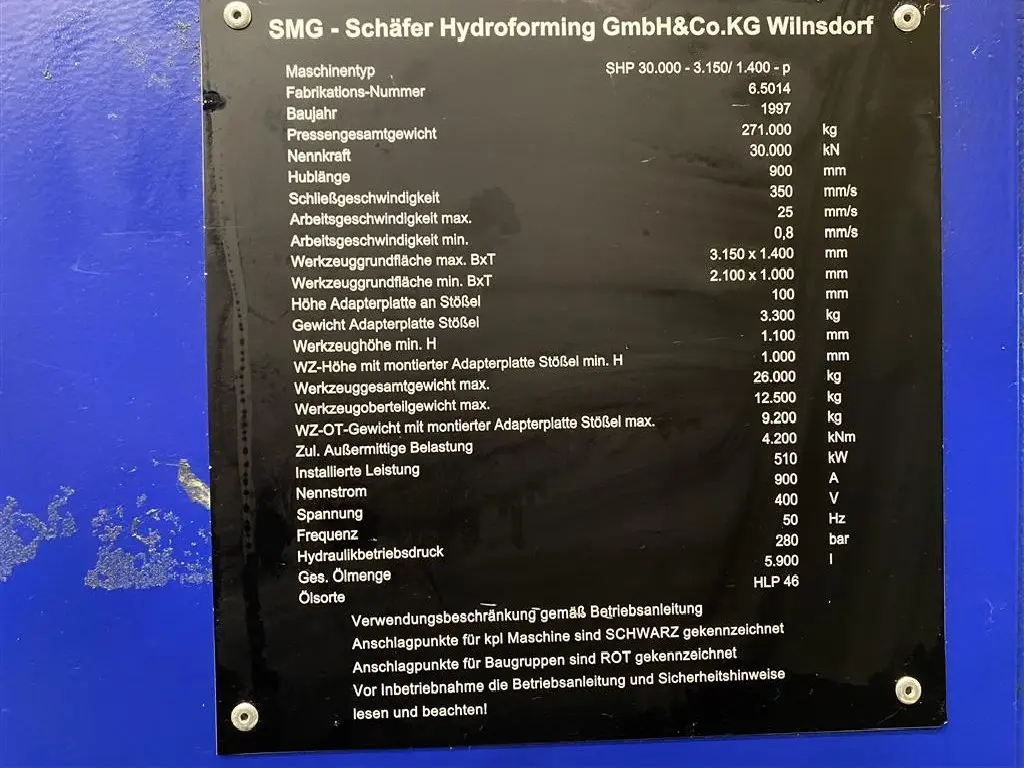 SMG - Schäfer Hydroforming GmbH&Co.KG Wilnsdorf
Maschinentyp SHP 30.000 - 3.150/ 1.400 - p
Fabrikations-Nummer 6.5014
Baujahr 1997
Pressengesamtgewicht 271.000 kg
Nennkraft 30.000 kN
Hublänge 900 mm
Schließgeschwindigkeit 350 mm/s
Arbeitsgeschwindigkeit max. 25 mm/s
Arbeitsgeschwindigkeit min. 0,8 mm/s
Werkzeuggrundfläche max. BxT 3.150 x 1.400 mm
Werkzeuggrundfläche min. BxT 2.100 x 1.000 mm
Höhe Adapterplatte an Stößel 100 mm
Gewicht Adapterplatte Stößel 3.300 kg
Werkzeughöhe min. H 1.100 mm
WZ-Höhe mit montierter Adapterplatte Stößel min. H 1.000 mm
Werkzeuggesamtgewicht max. 26.000 kg
Werkzeugoberteilgewicht max. 12.500 kg
WZ-OT-Gewicht mit montierter Adapterplatte Stößel max. 9.200 kg
Zul. Außermittige Belastung 4.200 kNm
Installierte Leistung 510 kW
Nennstrom 900 A
Spannung 400 V
Frequenz 50 Hz
Hydraulikbetriebsdruck 280 bar
Ges. Ölmenge 5.900 l
Ölsorte HLP 46
Verwendungsbeschränkung gemäß Betriebsanleitung
Anschlagpunkte für kpl Maschine sind SCHWARZ gekennzeichnet
Anschlagpunkte für Baugruppen sind ROT gekennzeichnet
Vor Inbetriebnahme die Betriebsanleitung und Sicherheitshinweise
lesen und beachten!